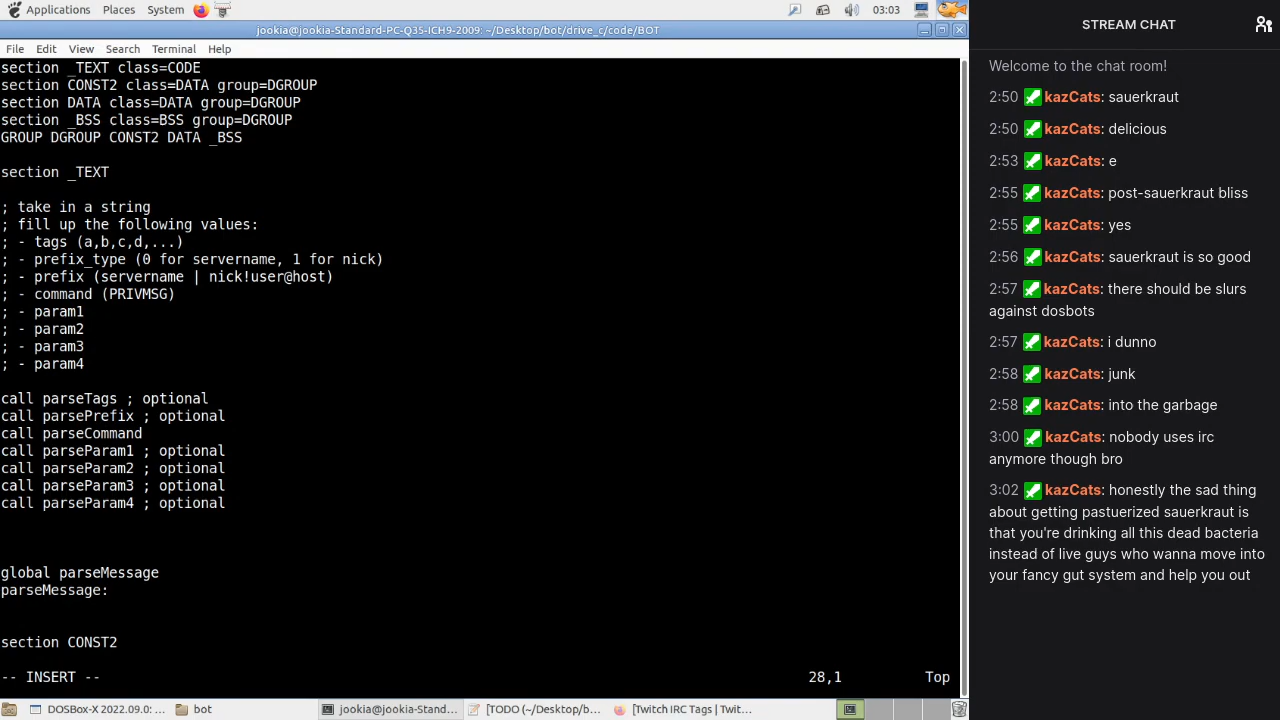 Applications Places System 03:03
jookia@jookia-Standard-PC-Q35-ICH9-2009: ~/Desktop/bot/drive_c/code/BOT
File Edit View Search Terminal Help
section _TEXT class=CODE
section CONST2 class=DATA group=DGROUP
section DATA class=DATA group=DGROUP
section _BSS class=BSS group=DGROUP
GROUP DGROUP CONST2 DATA _BSS
section _TEXT
; take in a string
; fill up the following values:
; - tags (a,b,c,d,...)
; - prefix_type (0 for servername, 1 for nick)
; - prefix (servername | nick!user@host)
; - command (PRIVMSG)
; - param1
; - param2
; - param3
; - param4
call parseTags ; optional
call parsePrefix ; optional
call parseCommand
call parseParam1 ; optional
call parseParam2 ; optional
call parseParam3 ; optional
call parseParam4 ; optional
global parseMessage
parseMessage:
section CONST2
-- INSERT -- 28,1 Top
DOSBox-X 2022.09.0: ... bot jookia@jookia-Stand... [TODO (~/Desktop/b... [Twitch IRC Tags | Twit...
STREAM CHAT
Welcome to the chat room!
2:50 kazCats: sauerkraut
2:50 kazCats: delicious
2:53 kazCats: e
2:55 kazCats: post-sauerkraut bliss
2:55 kazCats: yes
2:56 kazCats: sauerkraut is so good
2:57 kazCats: there should be slurs
against dosbots
2:57 kazCats: i dunno
2:58 kazCats: junk
2:58 kazCats: into the garbage
3:00 kazCats: nobody uses irc
anymore though bro
3:02 kazCats: honestly the sad thing
about getting pastuerized sauerkraut is
that you're drinking all this dead bacteria
instead of live guys who wanna move into
your fancy gut system and help you out